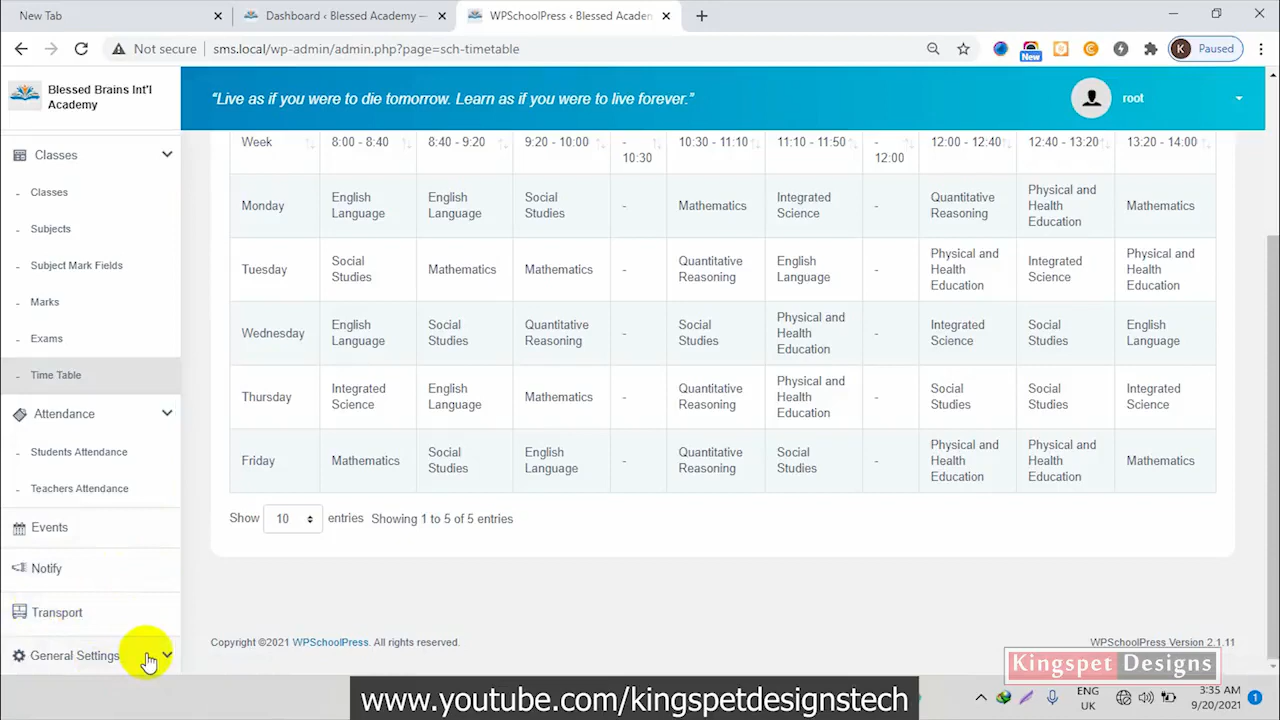 New Tab
Dashboard ‹ Blessed Academy —
WPSchoolPress ‹ Blessed Academ
Not secure
sms.local/wp-admin/admin.php?page=sch-timetable
New
K
Paused
Blessed Brains Int'l
Academy
“Live as if you were to die tomorrow. Learn as if you were to live forever.”
root
Classes
- Classes
- Subjects
- Subject Mark Fields
- Marks
- Exams
- Time Table
Attendance
- Students Attendance
- Teachers Attendance
Events
Notify
Transport
General Settings
Week
8:00 - 8:40
8:40 - 9:20
9:20 - 10:00
-
10:30
10:30 - 11:10
11:10 - 11:50
-
12:00
12:00 - 12:40
12:40 - 13:20
13:20 - 14:00
Monday
English
Language
English
Language
Social
Studies
-
Mathematics
Integrated
Science
-
Quantitative
Reasoning
Physical and
Health
Education
Mathematics
Tuesday
Social
Studies
Mathematics
Mathematics
-
Quantitative
Reasoning
English
Language
-
Physical and
Health
Education
Integrated
Science
Physical and
Health
Education
Wednesday
English
Language
Social
Studies
Quantitative
Reasoning
-
Social
Studies
Physical and
Health
Education
-
Integrated
Science
Social
Studies
English
Language
Thursday
Integrated
Science
English
Language
Mathematics
-
Quantitative
Reasoning
Physical and
Health
Education
-
Social
Studies
Social
Studies
Integrated
Science
Friday
Mathematics
Social
Studies
English
Language
-
Quantitative
Reasoning
Social
Studies
-
Physical and
Health
Education
Physical and
Health
Education
Mathematics
Show 10 entries Showing 1 to 5 of 5 entries
Copyright ©2021 WPSchoolPress. All rights reserved.
WPSchoolPress Version 2.1.11
Kingspet Designs
www.youtube.com/kingspetdesignstech
ENG
UK
3:35 AM
9/20/2021
1